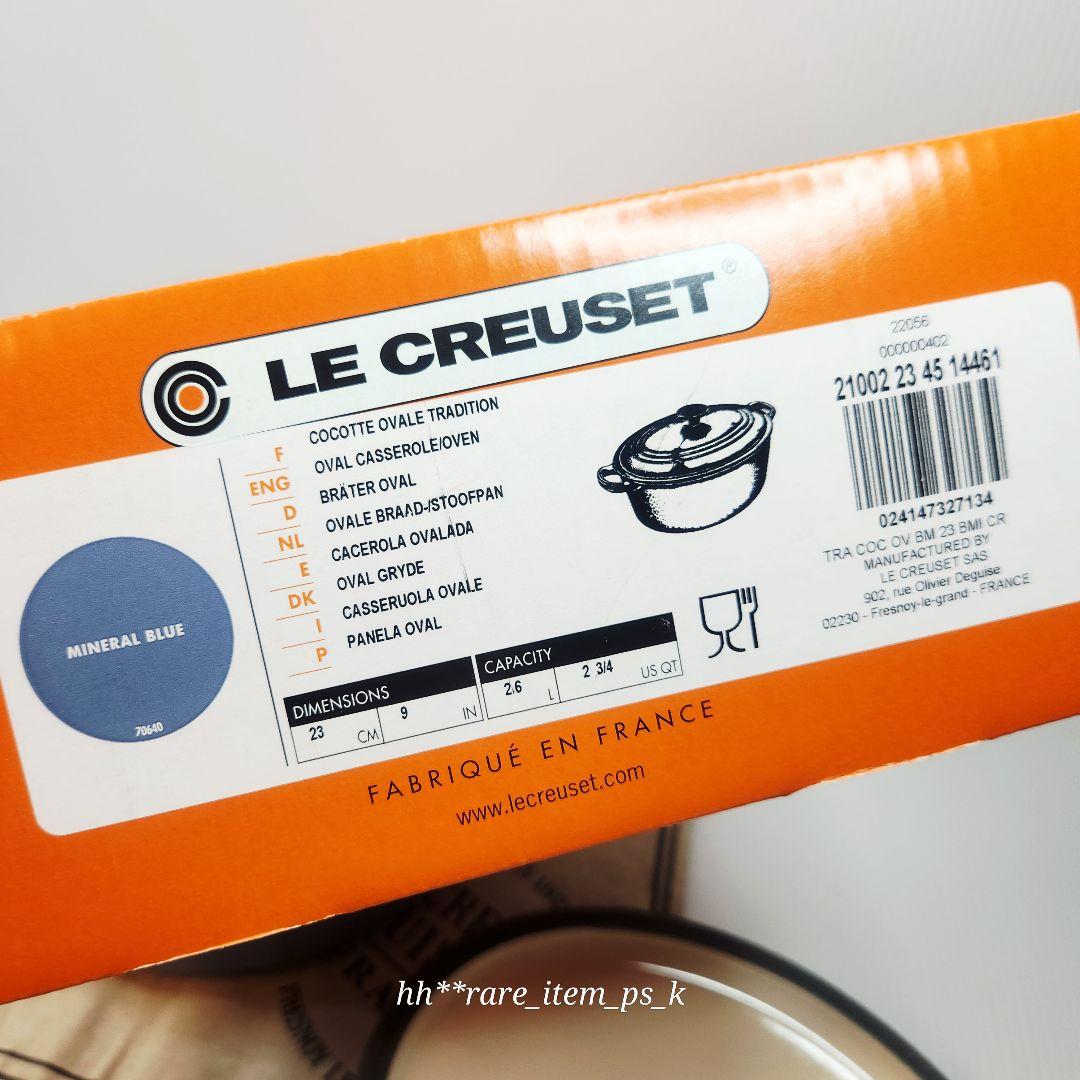 LE CREUSET®
F COCOTTE OVALE TRADITION
ENG OVAL CASSEROLE/OVEN
D BRÄTER OVAL
NL OVALE BRAAD-/STOOFPAN
E CACEROLA OVALADA
DK OVAL GRYDE
I CASSERUOLA OVALE
P PANELA OVAL
MINERAL BLUE
70640
DIMENSIONS
23 CM 9 IN
CAPACITY
2.6 L 2 3/4 US QT
22056
000000402
21002 23 45 14461
024147327134
TRA COC OV BM 23 BMI CR
MANUFACTURED BY
LE CREUSET SAS
902, rue Olivier Deguise
02230 - Fresnoy-le-grand - FRANCE
FABRIQUÉ EN FRANCE
www.lecreuset.com
hh**rare_item_ps_k